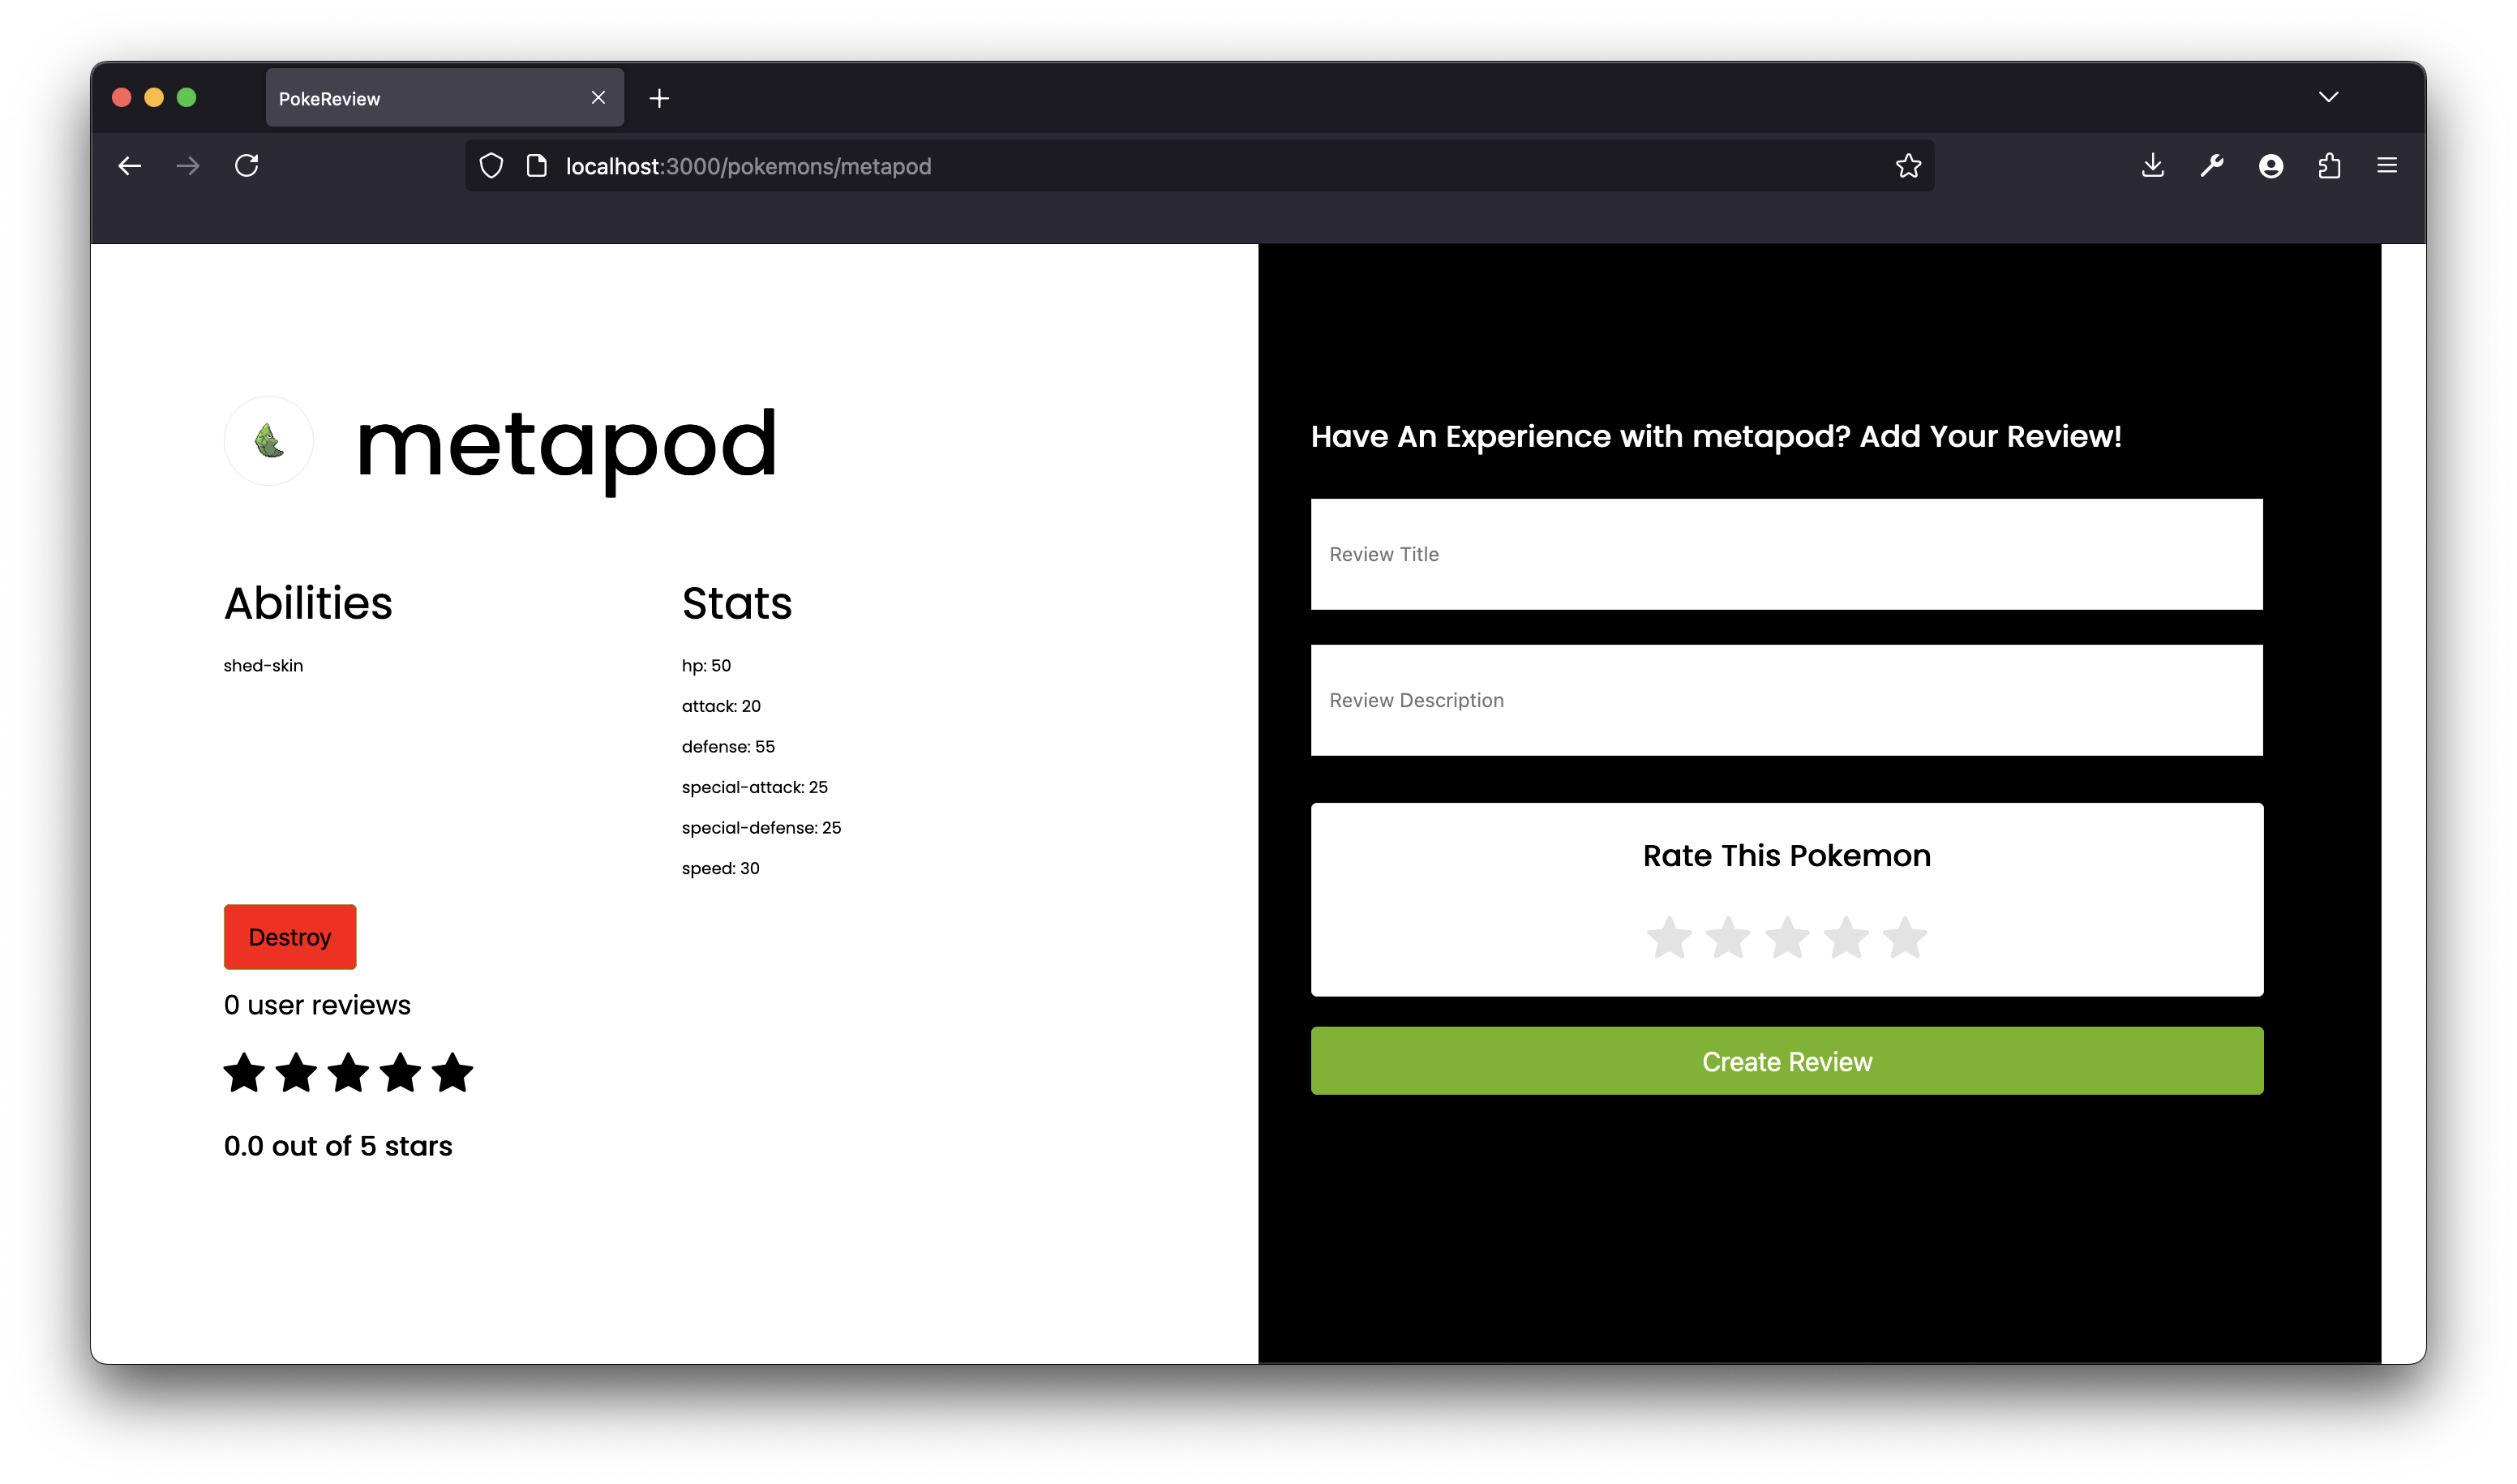 PokeReview
localhost:3000/pokemons/metapod
metapod
Abilities
shed-skin
Stats
hp: 50
attack: 20
defense: 55
special-attack: 25
special-defense: 25
speed: 30
Destroy
0 user reviews
0.0 out of 5 stars
Have An Experience with metapod? Add Your Review!
Review Title
Review Description
Rate This Pokemon
Create Review